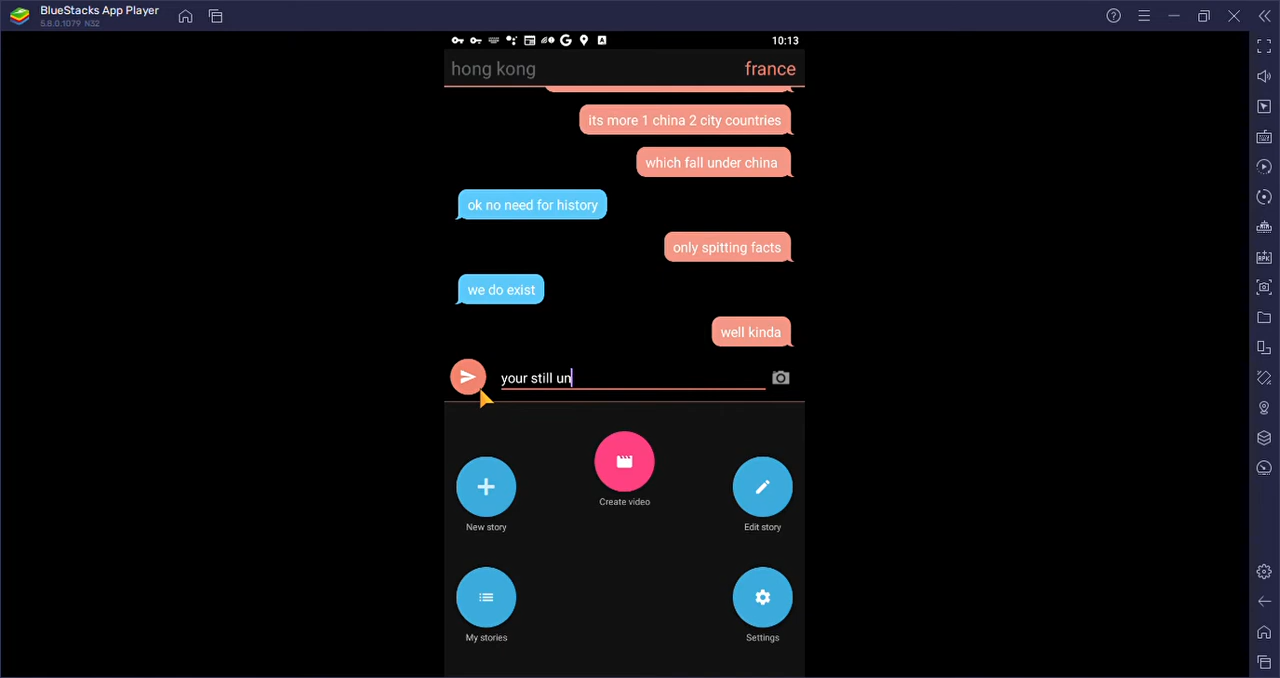 BlueStacks App Player
5.8.0.1079 N32
10:13
hong kong
france
its more 1 china 2 city countries
which fall under china
ok no need for history
only spitting facts
we do exist
well kinda
your still un
Create video
New story
Edit story
My stories
Settings